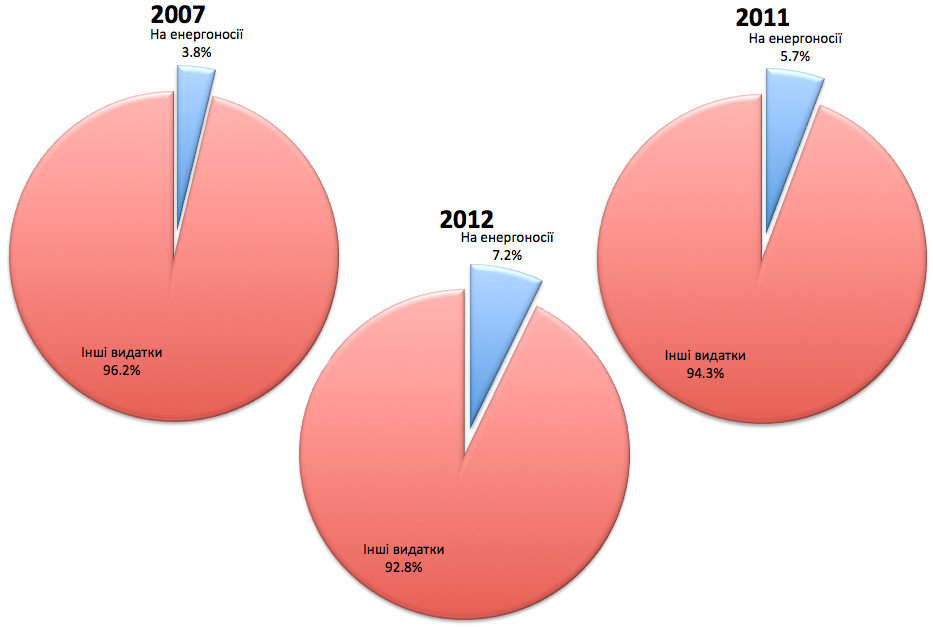 2007
На енергоносії
3.8%
Інші видатки
96.2%
2011
На енергоносії
5.7%
Інші видатки
94.3%
2012
На енергоносії
7.2%
Інші видатки
92.8%